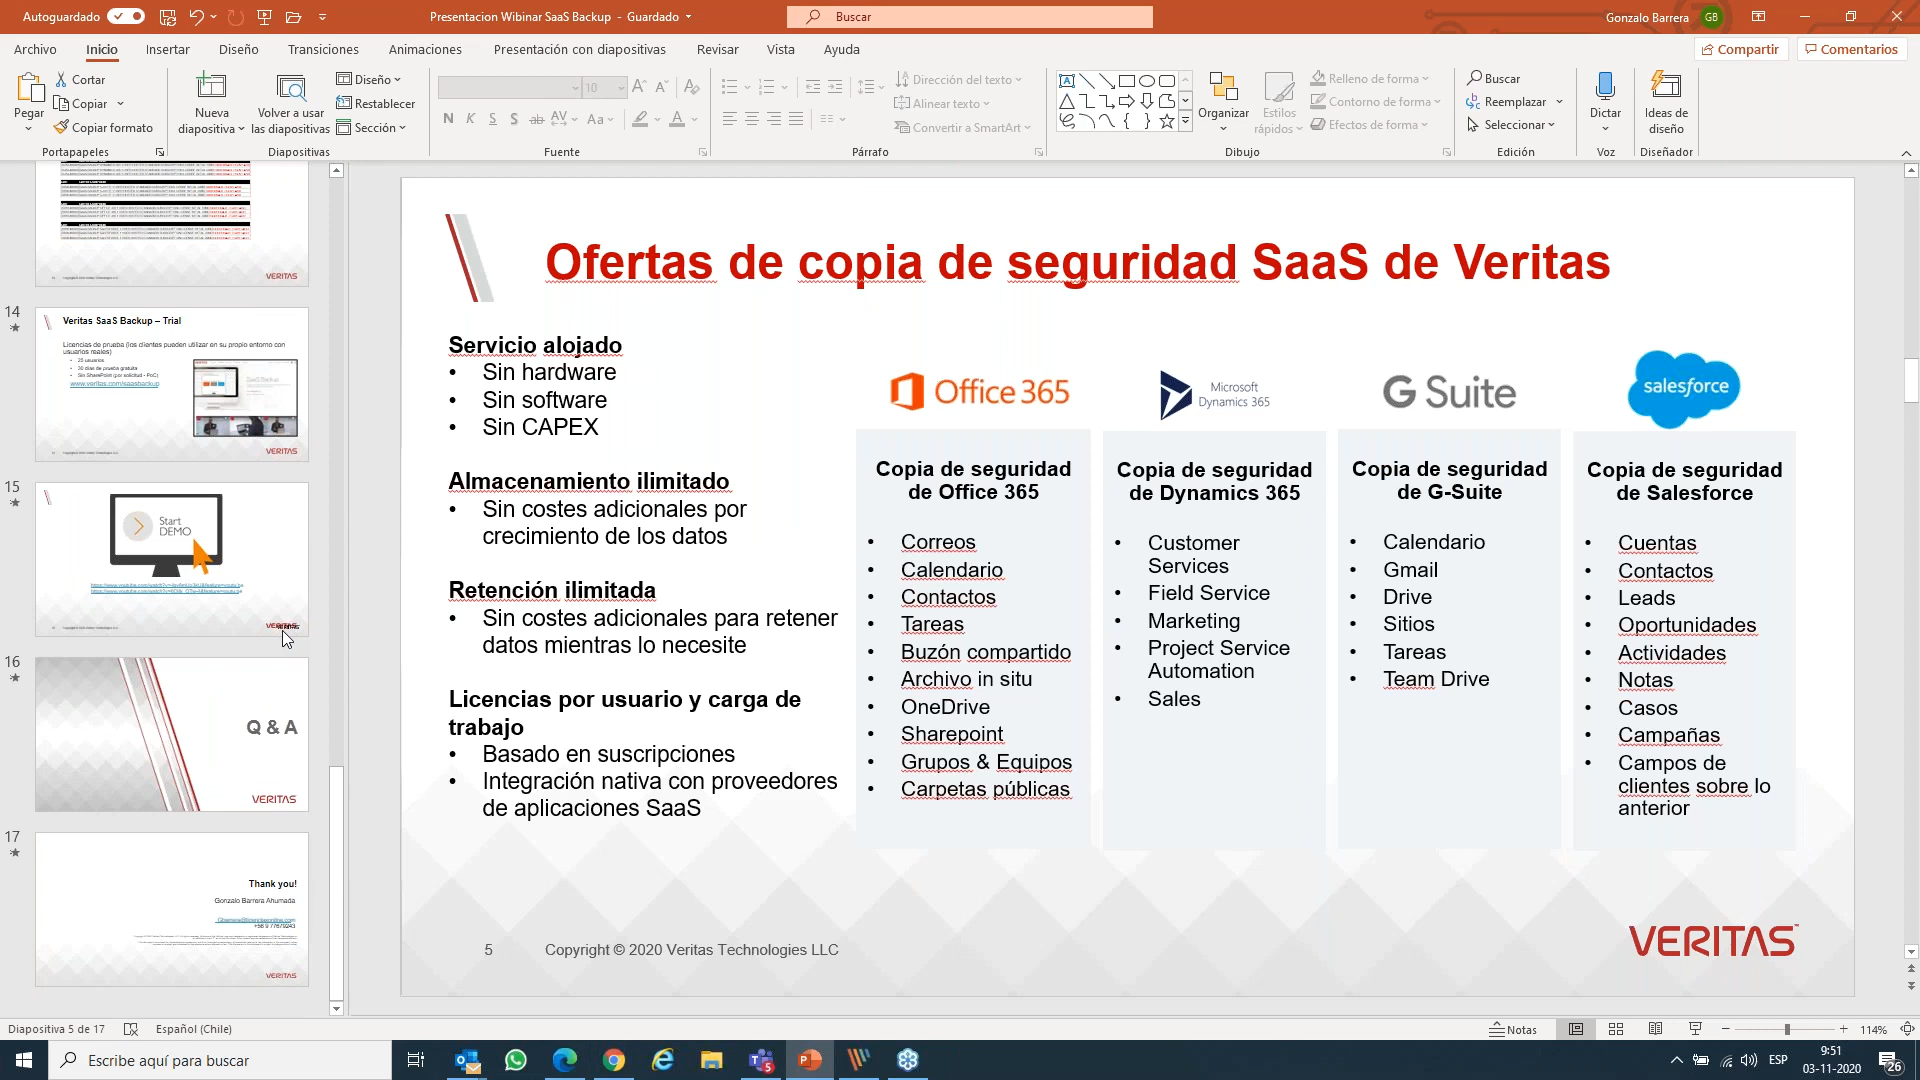 Autoguardado
Presentacion Wibinar SaaS Backup - Guardado
Buscar
Gonzalo Barrera
GB
Archivo
Inicio
Insertar
Diseño
Transiciones
Animaciones
Presentación con diapositivas
Revisar
Vista
Ayuda
Compartir
Comentarios
Pegar
Cortar
Copiar
Copiar formato
Portapapeles
Nueva
diapositiva
Volver a usar
las diapositivas
Diseño
Restablecer
Sección
Diapositivas
10
N K S S ab AV Aa A
Fuente
Dirección del texto
Alinear texto
Convertir a SmartArt
Párrafo
Organizar
Estilos
rápidos
Relleno de forma
Contorno de forma
Efectos de forma
Dibujo
Buscar
Reemplazar
Seleccionar
Edición
Dictar
Voz
Ideas de
diseño
Diseñador
VERITAS
14
Veritas SaaS Backup – Trial
Licencias de prueba (los clientes pueden utilizar en su propio entorno con
usuarios reales)
25 usuarios
30 días de prueba gratuita
Sin SharePoint (por solicitud - PoC)
www.veritas.com/saasbackup
VERITAS
15
Start
DEMO
VERITAS
16
Q & A
VERITAS
17
Thank you!
Gonzalo Barrera Ahumada
VERITAS
Ofertas de copia de seguridad SaaS de Veritas
Servicio alojado
• Sin hardware
• Sin software
• Sin CAPEX
Almacenamiento ilimitado
• Sin costes adicionales por
crecimiento de los datos
Retención ilimitada
• Sin costes adicionales para retener
datos mientras lo necesite
Licencias por usuario y carga de
trabajo
• Basado en suscripciones
• Integración nativa con proveedores
de aplicaciones SaaS
Office 365
Copia de seguridad
de Office 365
• Correos
• Calendario
• Contactos
• Tareas
• Buzón compartido
• Archivo in situ
• OneDrive
• Sharepoint
• Grupos & Equipos
• Carpetas públicas
Microsoft
Dynamics 365
Copia de seguridad
de Dynamics 365
• Customer
Services
• Field Service
• Marketing
• Project Service
Automation
• Sales
G Suite
Copia de seguridad
de G-Suite
• Calendario
• Gmail
• Drive
• Sitios
• Tareas
• Team Drive
salesforce
Copia de seguridad
de Salesforce
• Cuentas
• Contactos
• Leads
• Oportunidades
• Actividades
• Notas
• Casos
• Campañas
• Campos de
clientes sobre lo
anterior
5
Copyright © 2020 Veritas Technologies LLC
VERITAS
Diapositiva 5 de 17
Español (Chile)
Notas
114%
Escribe aquí para buscar
5
ESP
9:51
03-11-2020
26